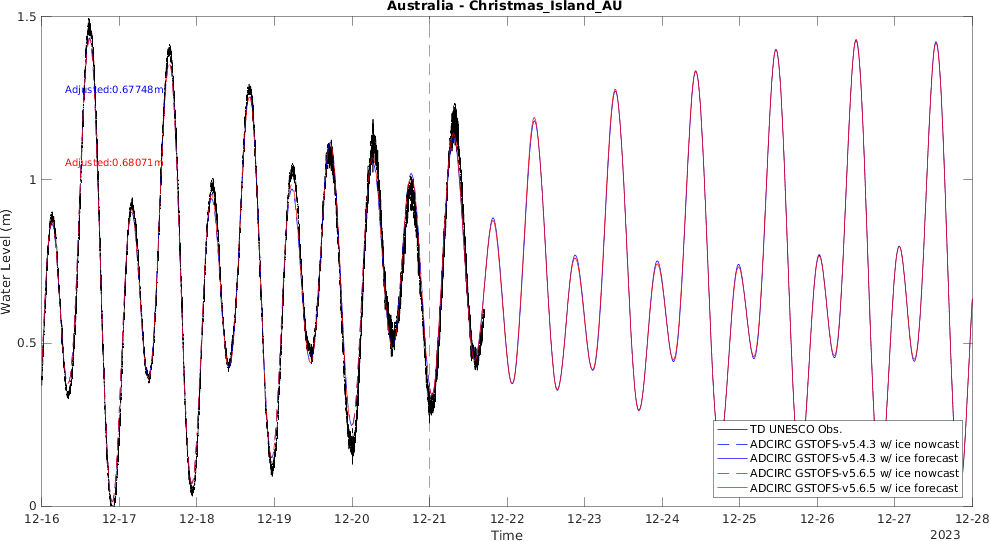 Australia - Christmas_Island_AU
1.5
Adjusted:0.67748m
Adjusted:0.68071m
1
Water Level (m)
0.5
TD UNESCO Obs.
ADCIRC GSTOFS-v5.4.3 w/ ice nowcast
ADCIRC GSTOFS-v5.4.3 w/ ice forecast
ADCIRC GSTOFS-v5.6.5 w/ ice nowcast
ADCIRC GSTOFS-v5.6.5 w/ ice forecast
0
12-16 12-17 12-18 12-19 12-20 12-21 12-22 12-23 12-24 12-25 12-26 12-27 12-28
Time
2023